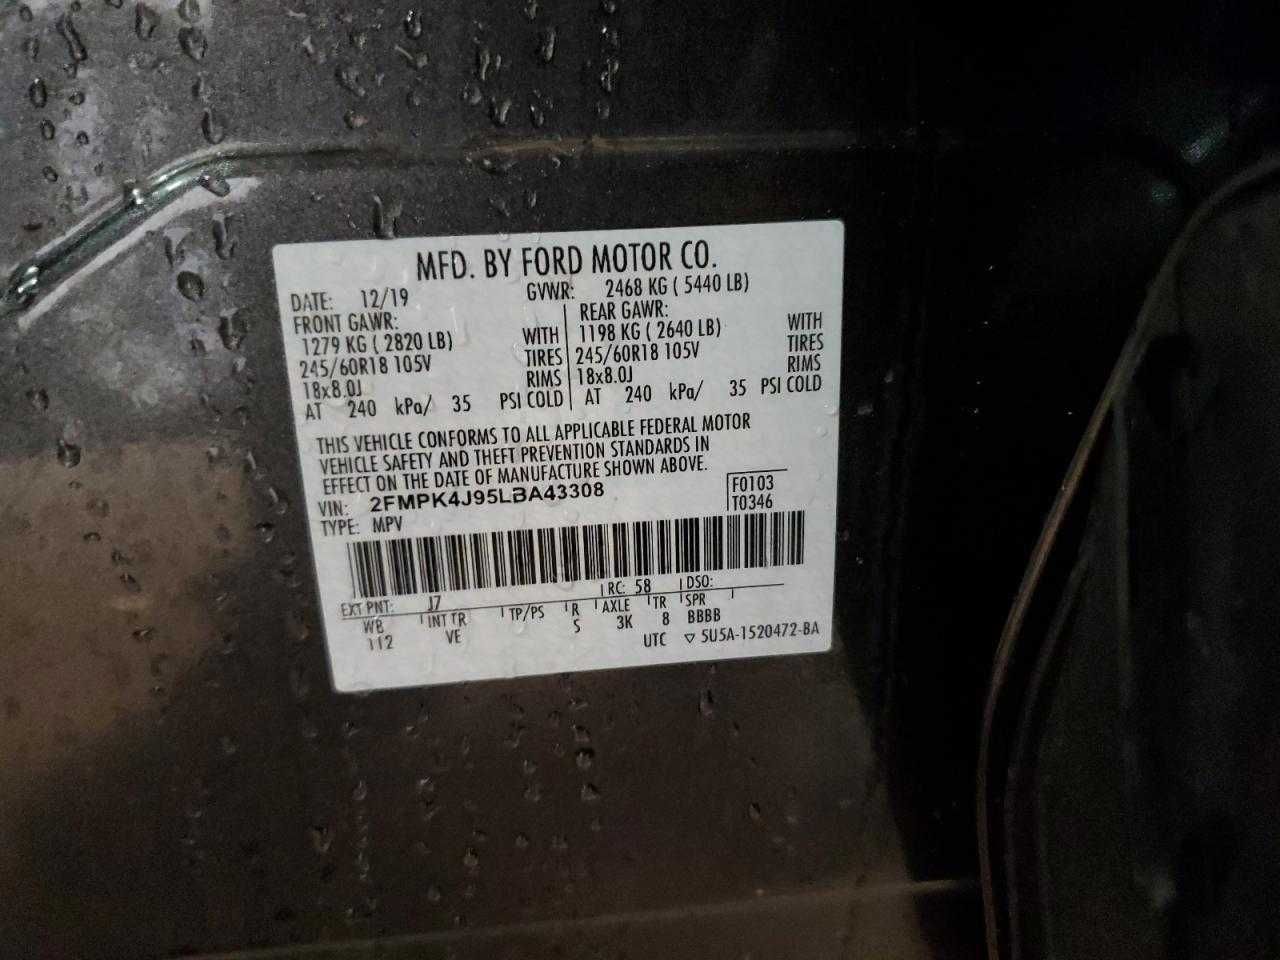 MFD. BY FORD MOTOR CO.
DATE: 12/19 GVWR: 2468 KG ( 5440 LB)
FRONT GAWR: REAR GAWR:
1279 KG ( 2820 LB) WITH 1198 KG ( 2640 LB) WITH
245/60R18 105V TIRES 245/60R18 105V TIRES
18x8.0J RIMS 18x8.0J RIMS
AT 240 kPa/ 35 PSI COLD AT 240 kPa/ 35 PSI COLD
THIS VEHICLE CONFORMS TO ALL APPLICABLE FEDERAL MOTOR
VEHICLE SAFETY AND THEFT PREVENTION STANDARDS IN
EFFECT ON THE DATE OF MANUFACTURE SHOWN ABOVE.
VIN: 2FMPK4J95LBA43308 F0103
TYPE: MPV T0346
EXT PNT: J7 RC: 58 DSO:
WB INT TR TP/PS R AXLE TR SPR
112 VE S 3K 8 BBBB
UTC ▽ 5U5A-1520472-BA